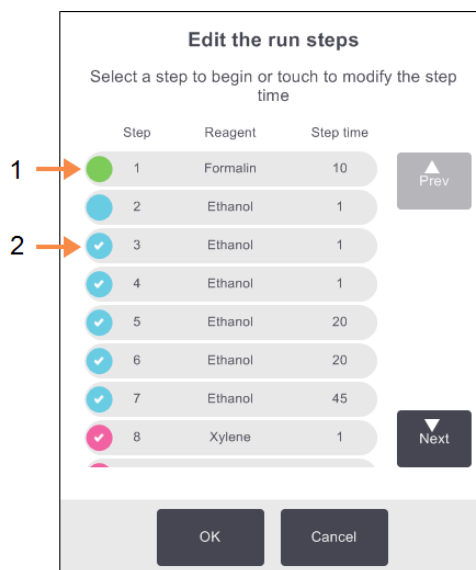 Edit the run steps
Select a step to begin or touch to modify the step
time
Step Reagent Step time
1
1 Formalin 10
Prev
2 Ethanol 1
2
3 Ethanol 1
4 Ethanol 1
5 Ethanol 20
6 Ethanol 20
7 Ethanol 45
8 Xylene 1
Next
OK Cancel